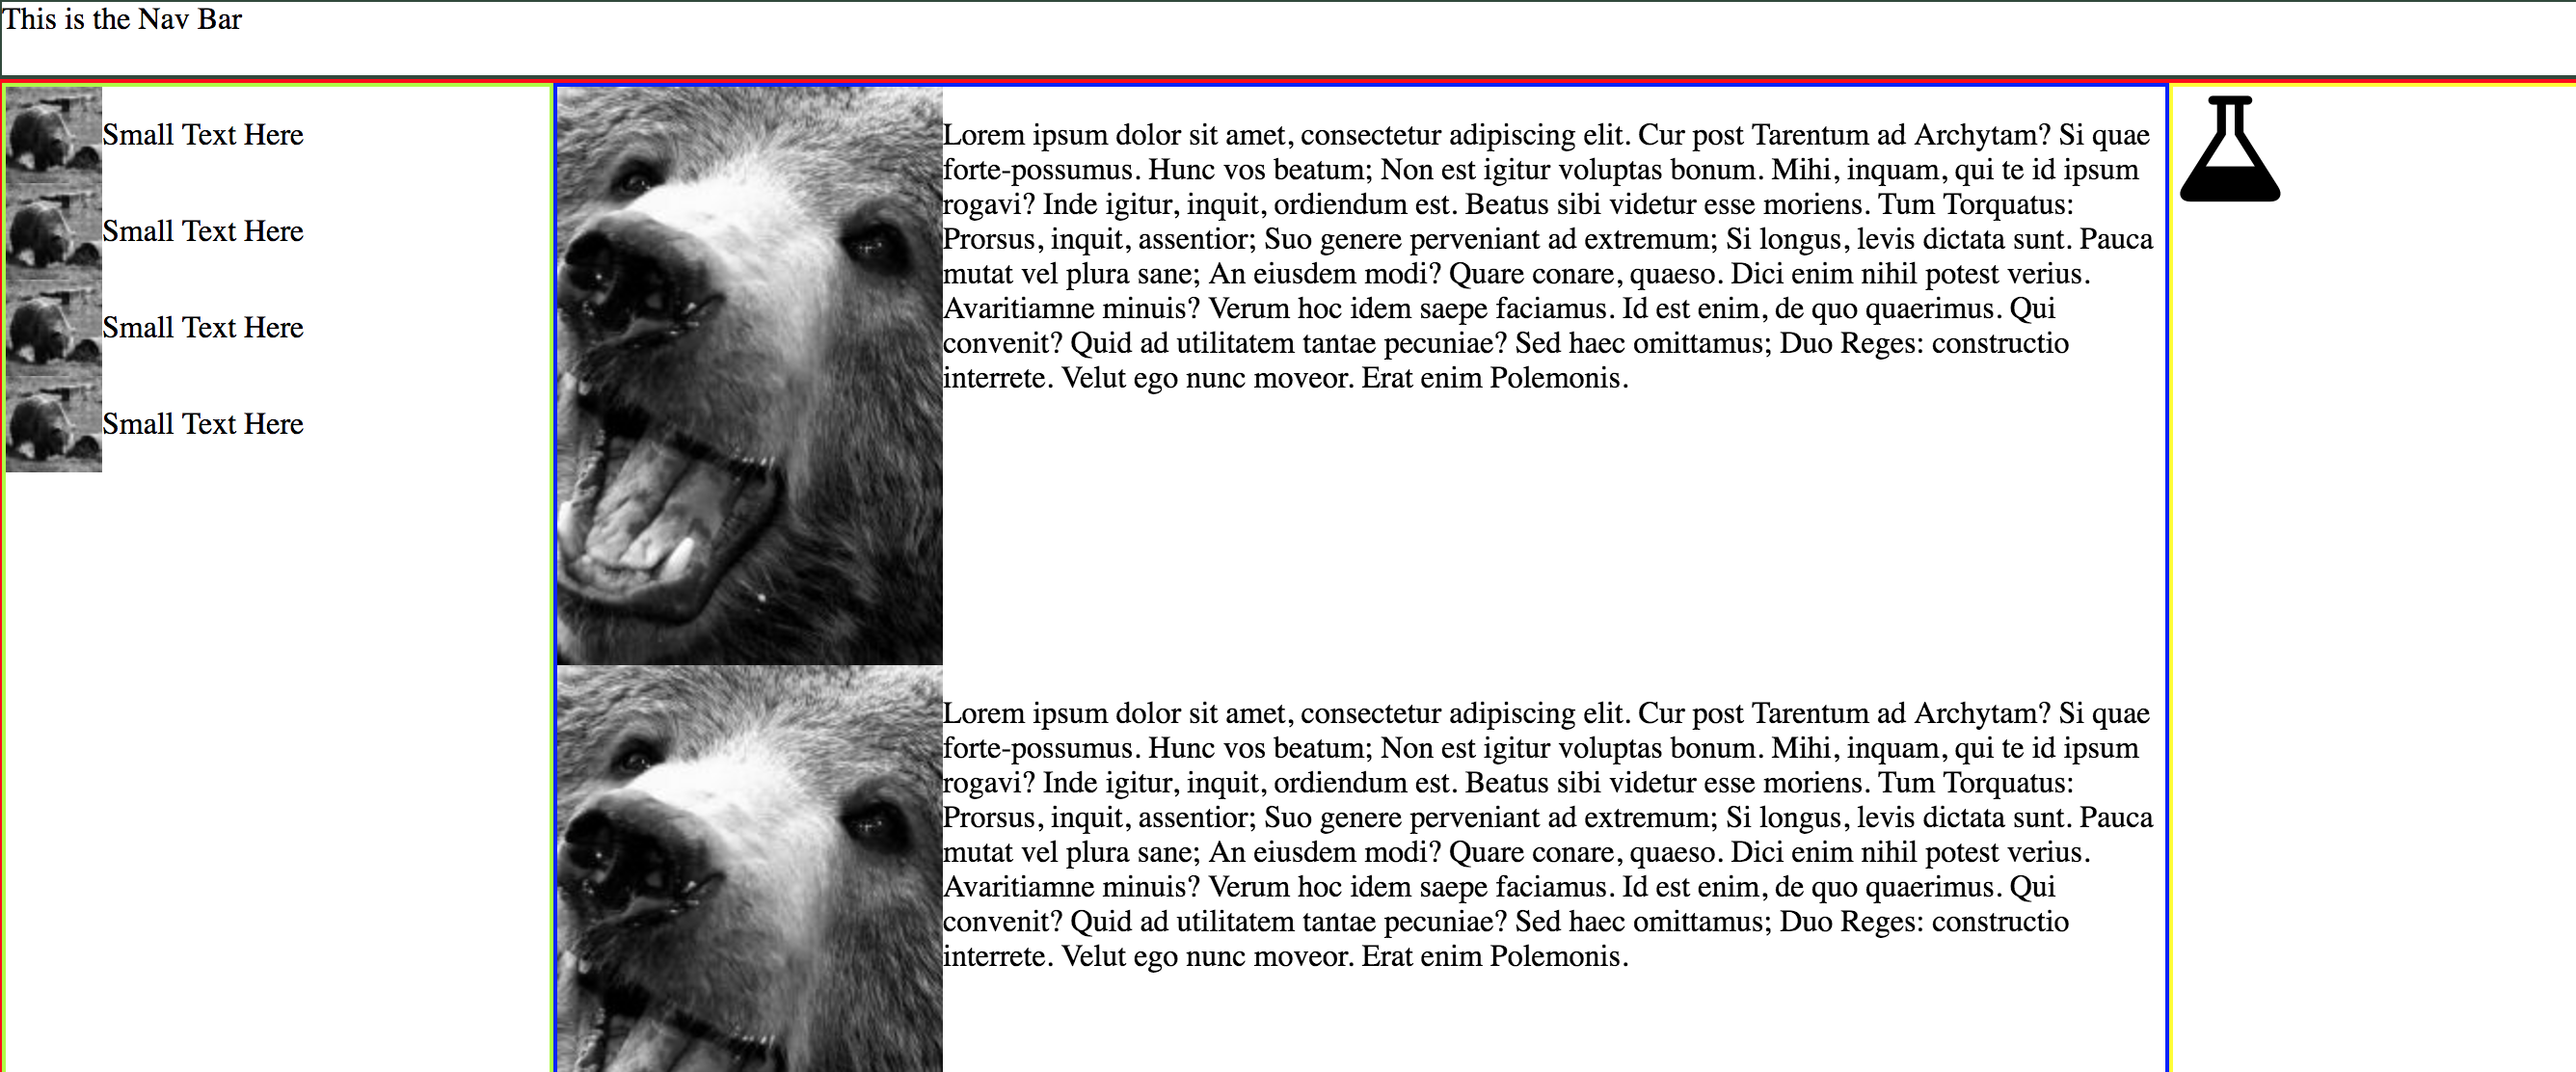 This is the Nav Bar
Small Text Here
Small Text Here
Small Text Here
Small Text Here
Lorem ipsum dolor sit amet, consectetur adipiscing elit. Cur post Tarentum ad Archytam? Si quae
forte-possumus. Hunc vos beatum; Non est igitur voluptas bonum. Mihi, inquam, qui te id ipsum
rogavi? Inde igitur, inquit, ordiendum est. Beatus sibi videtur esse moriens. Tum Torquatus:
Prorsus, inquit, assentior; Suo genere perveniant ad extremum; Si longus, levis dictata sunt. Pauca
mutat vel plura sane; An eiusdem modi? Quare conare, quaeso. Dici enim nihil potest verius.
Avaritiamne minuis? Verum hoc idem saepe faciamus. Id est enim, de quo quaerimus. Qui
convenit? Quid ad utilitatem tantae pecuniae? Sed haec omittamus; Duo Reges: constructio
interrete. Velut ego nunc moveor. Erat enim Polemonis.
Lorem ipsum dolor sit amet, consectetur adipiscing elit. Cur post Tarentum ad Archytam? Si quae
forte-possumus. Hunc vos beatum; Non est igitur voluptas bonum. Mihi, inquam, qui te id ipsum
rogavi? Inde igitur, inquit, ordiendum est. Beatus sibi videtur esse moriens. Tum Torquatus:
Prorsus, inquit, assentior; Suo genere perveniant ad extremum; Si longus, levis dictata sunt. Pauca
mutat vel plura sane; An eiusdem modi? Quare conare, quaeso. Dici enim nihil potest verius.
Avaritiamne minuis? Verum hoc idem saepe faciamus. Id est enim, de quo quaerimus. Qui
convenit? Quid ad utilitatem tantae pecuniae? Sed haec omittamus; Duo Reges: constructio
interrete. Velut ego nunc moveor. Erat enim Polemonis.